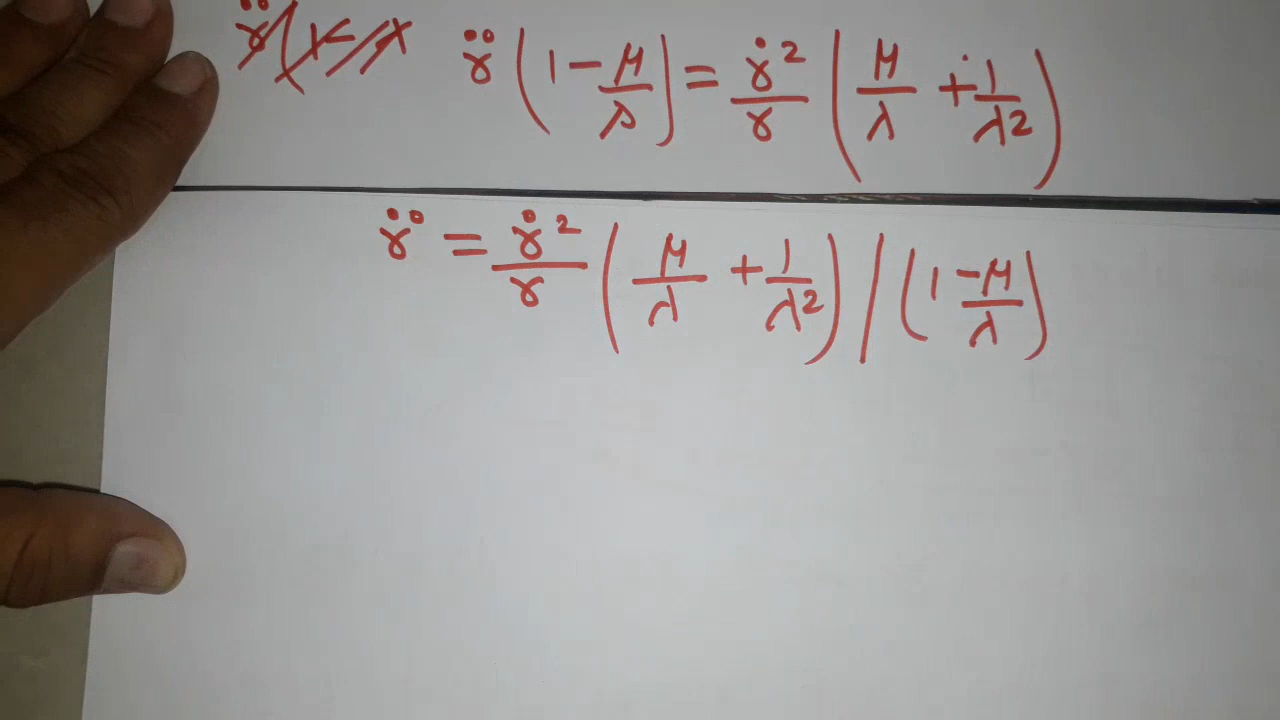 r̈ (1 - μ/λ) = ṙ²/r (μ/λ + 1/λ²)
r̈ = ṙ²/r (μ/λ + 1/λ²) / (1 - μ/λ)